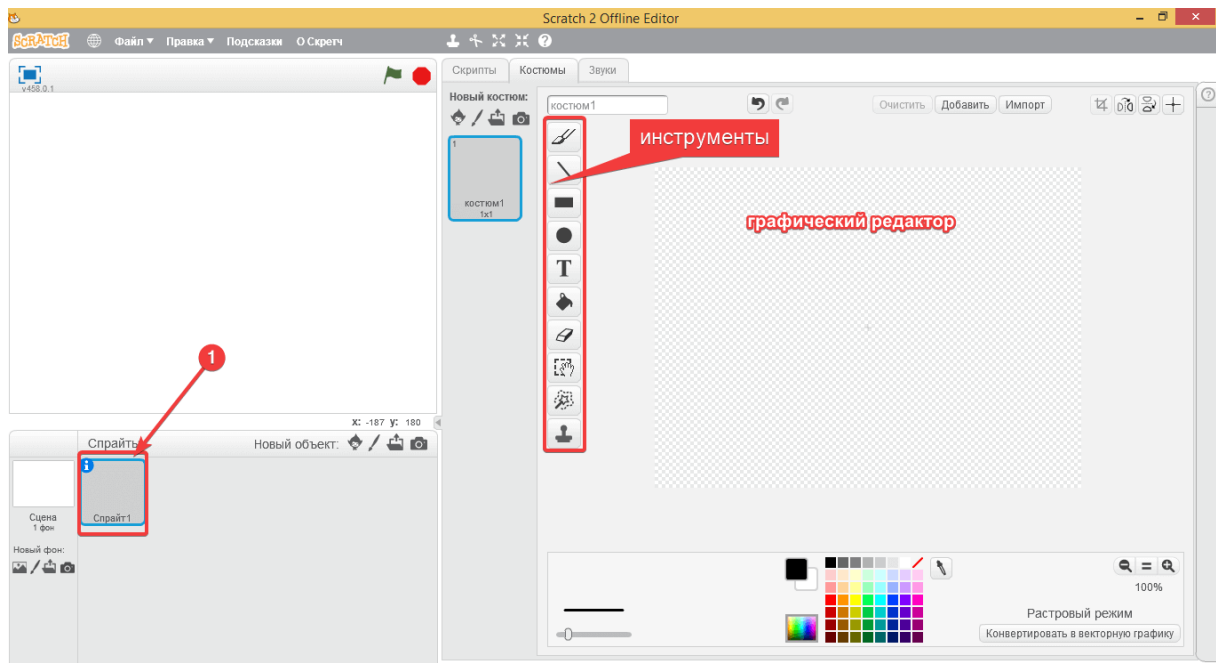 Scratch 2 Offline Editor
SCRATCH Файл Правка Подсказки О Скретч
v458.0.1
Скрипты Костюмы Звуки
Новый костюм:
костюм1
Очистить Добавить Импорт
инструменты
1
костюм1
1x1
графический редактор
T
1
x: -187 y: 180
Спрайты Новый объект:
Сцена
1 фон
Спрайт1
Новый фон:
100%
Растровый режим
Конвертировать в векторную графику